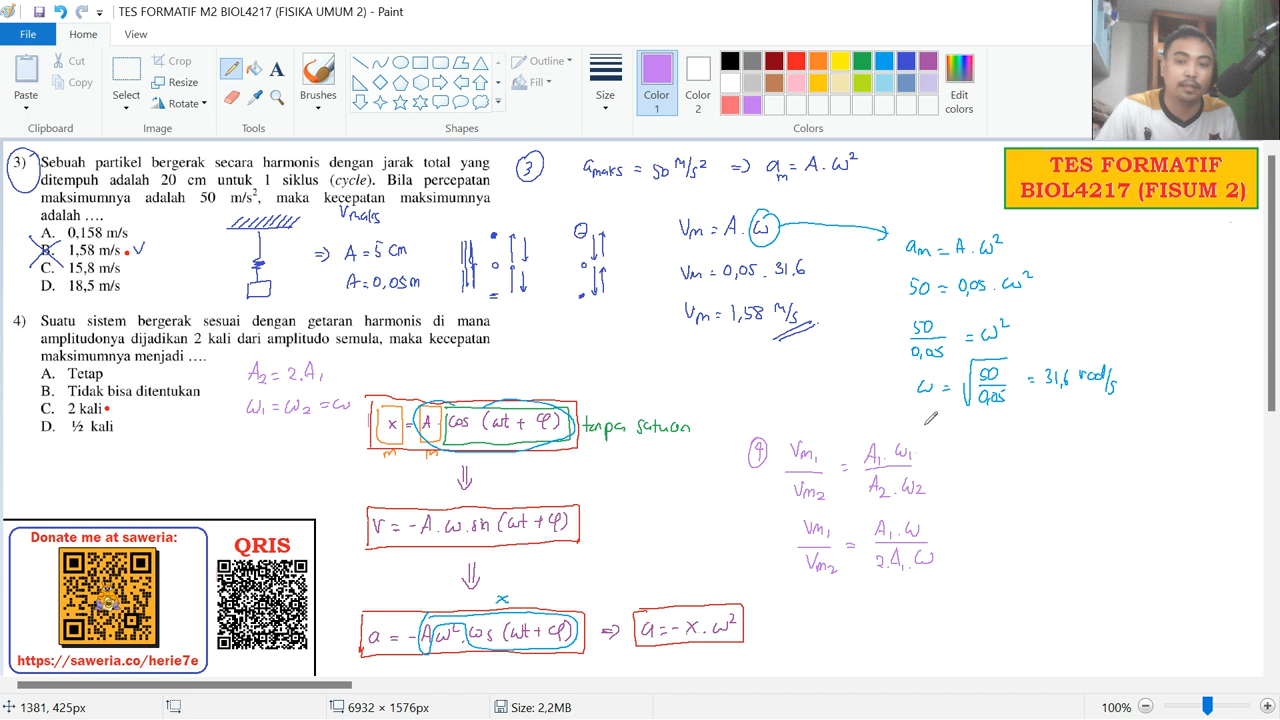 TES FORMATIF M2 BIOL4217 (FISIKA UMUM 2) - Paint
File Home View
Paste
Cut
Copy
Clipboard
Select
Crop
Resize
Rotate
Image
Tools
Brushes
Shapes
Outline
Fill
Size
Color 1
Color 2
Edit colors
Colors
3) Sebuah partikel bergerak secara harmonis dengan jarak total yang
ditempuh adalah 20 cm untuk 1 siklus (cycle). Bila percepatan
maksimumnya adalah 50 m/s², maka kecepatan maksimumnya
adalah ….
A. 0,158 m/s
B. 1,58 m/s
C. 15,8 m/s
D. 18,5 m/s
Vmaks
⇒ A = 5 cm
A = 0,05 m
4) Suatu sistem bergerak sesuai dengan getaran harmonis di mana
amplitudonya dijadikan 2 kali dari amplitudo semula, maka kecepatan
maksimumnya menjadi ….
A. Tetap
B. Tidak bisa ditentukan
C. 2 kali
D. ½ kali
A₂ = 2.A₁
ω₁ = ω₂ = ω
x = A. cos (ωt + φ) tanpa satuan
m m
⇓
V = -A.ω.sin (ωt + φ)
⇓
x
a = -Aω².cos (ωt + φ) ⇒ a = -x.ω²
3 amaks = 50 m/s² ⇒ am = A.ω²
Vm = A.ω
Vm = 0,05 . 31,6
Vm = 1,58 m/s
am = A.ω²
50 = 0,05.ω²
50/0,05 = ω²
ω = √(50/0,05) = 31,6 rad/s
4 Vm₁/Vm₂ = A₁.ω₁/A₂.ω₂
Vm₁/Vm₂ = A₁.ω/2.A₁.ω
TES FORMATIF
BIOL4217 (FISUM 2)
Donate me at saweria:
QRIS
https://saweria.co/herie7e
1381, 425px
6932 × 1576px
Size: 2,2MB
100%